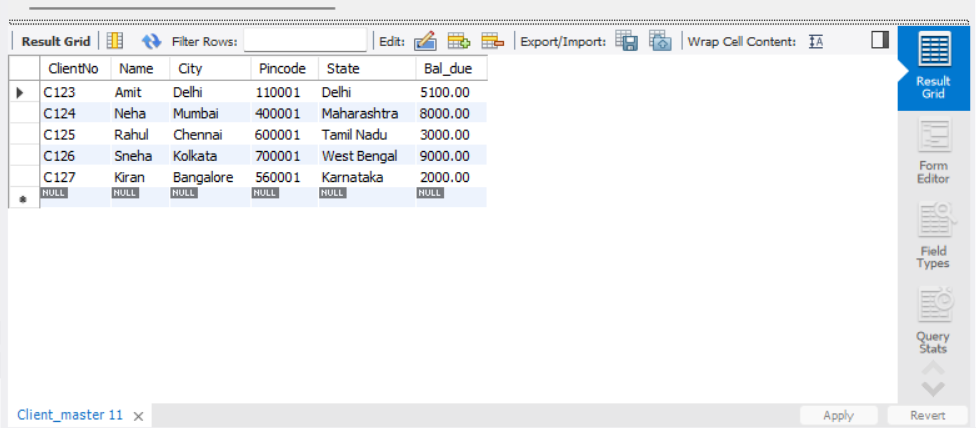 Result Grid Filter Rows: Edit: Export/Import: Wrap Cell Content: IA
ClientNo Name City Pincode State Bal_due
C123 Amit Delhi 110001 Delhi 5100.00
C124 Neha Mumbai 400001 Maharashtra 8000.00
C125 Rahul Chennai 600001 Tamil Nadu 3000.00
C126 Sneha Kolkata 700001 West Bengal 9000.00
C127 Kiran Bangalore 560001 Karnataka 2000.00
NULL NULL NULL NULL NULL NULL
Result
Grid
Form
Editor
Field
Types
Query
Stats
Client_master 11
Apply Revert